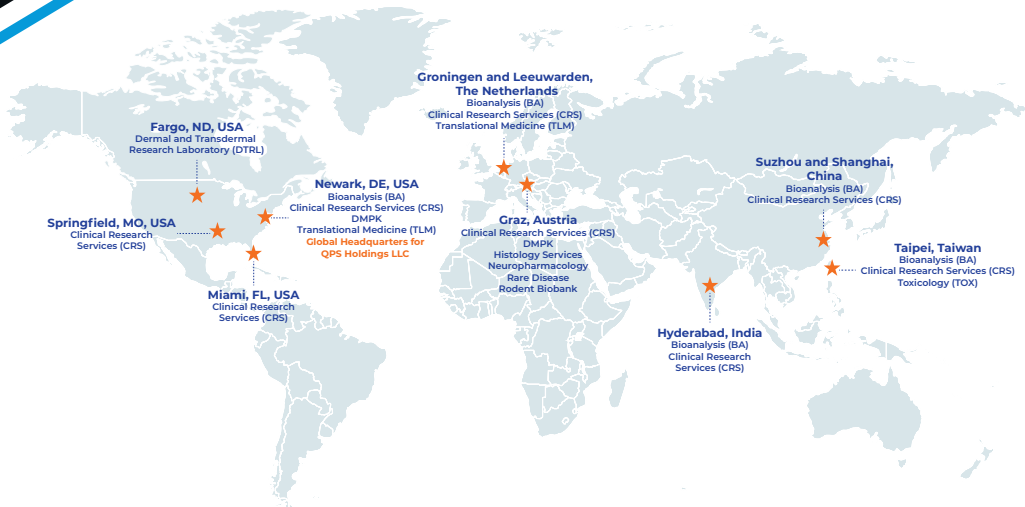 Groningen and Leeuwarden,
The Netherlands
Bioanalysis (BA)
Clinical Research Services (CRS)
Translational Medicine (TLM)
Fargo, ND, USA
Dermal and Transdermal
Research Laboratory (DTRL)
Suzhou and Shanghai,
China
Bioanalysis (BA)
Clinical Research Services (CRS)
Newark, DE, USA
Bioanalysis (BA)
Clinical Research Services (CRS)
DMPK
Translational Medicine (TLM)
Global Headquarters for
QPS Holdings LLC
Springfield, MO, USA
Clinical Research
Services (CRS)
Graz, Austria
Clinical Research Services (CRS)
DMPK
Histology Services
Neuropharmacology
Rare Disease
Rodent Biobank
Taipei, Taiwan
Bioanalysis (BA)
Clinical Research Services (CRS)
Toxicology (TOX)
Miami, FL, USA
Clinical Research
Services (CRS)
Hyderabad, India
Bioanalysis (BA)
Clinical Research
Services (CRS)